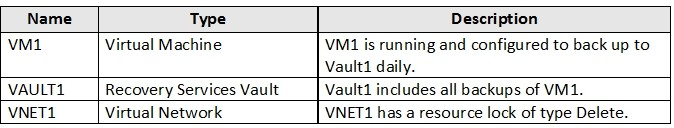 Name Type Description
VM1 Virtual Machine VM1 is running and configured to back up to
Vault1 daily.
VAULT1 Recovery Services Vault Vault1 includes all backups of VM1.
VNET1 Virtual Network VNET1 has a resource lock of type Delete.